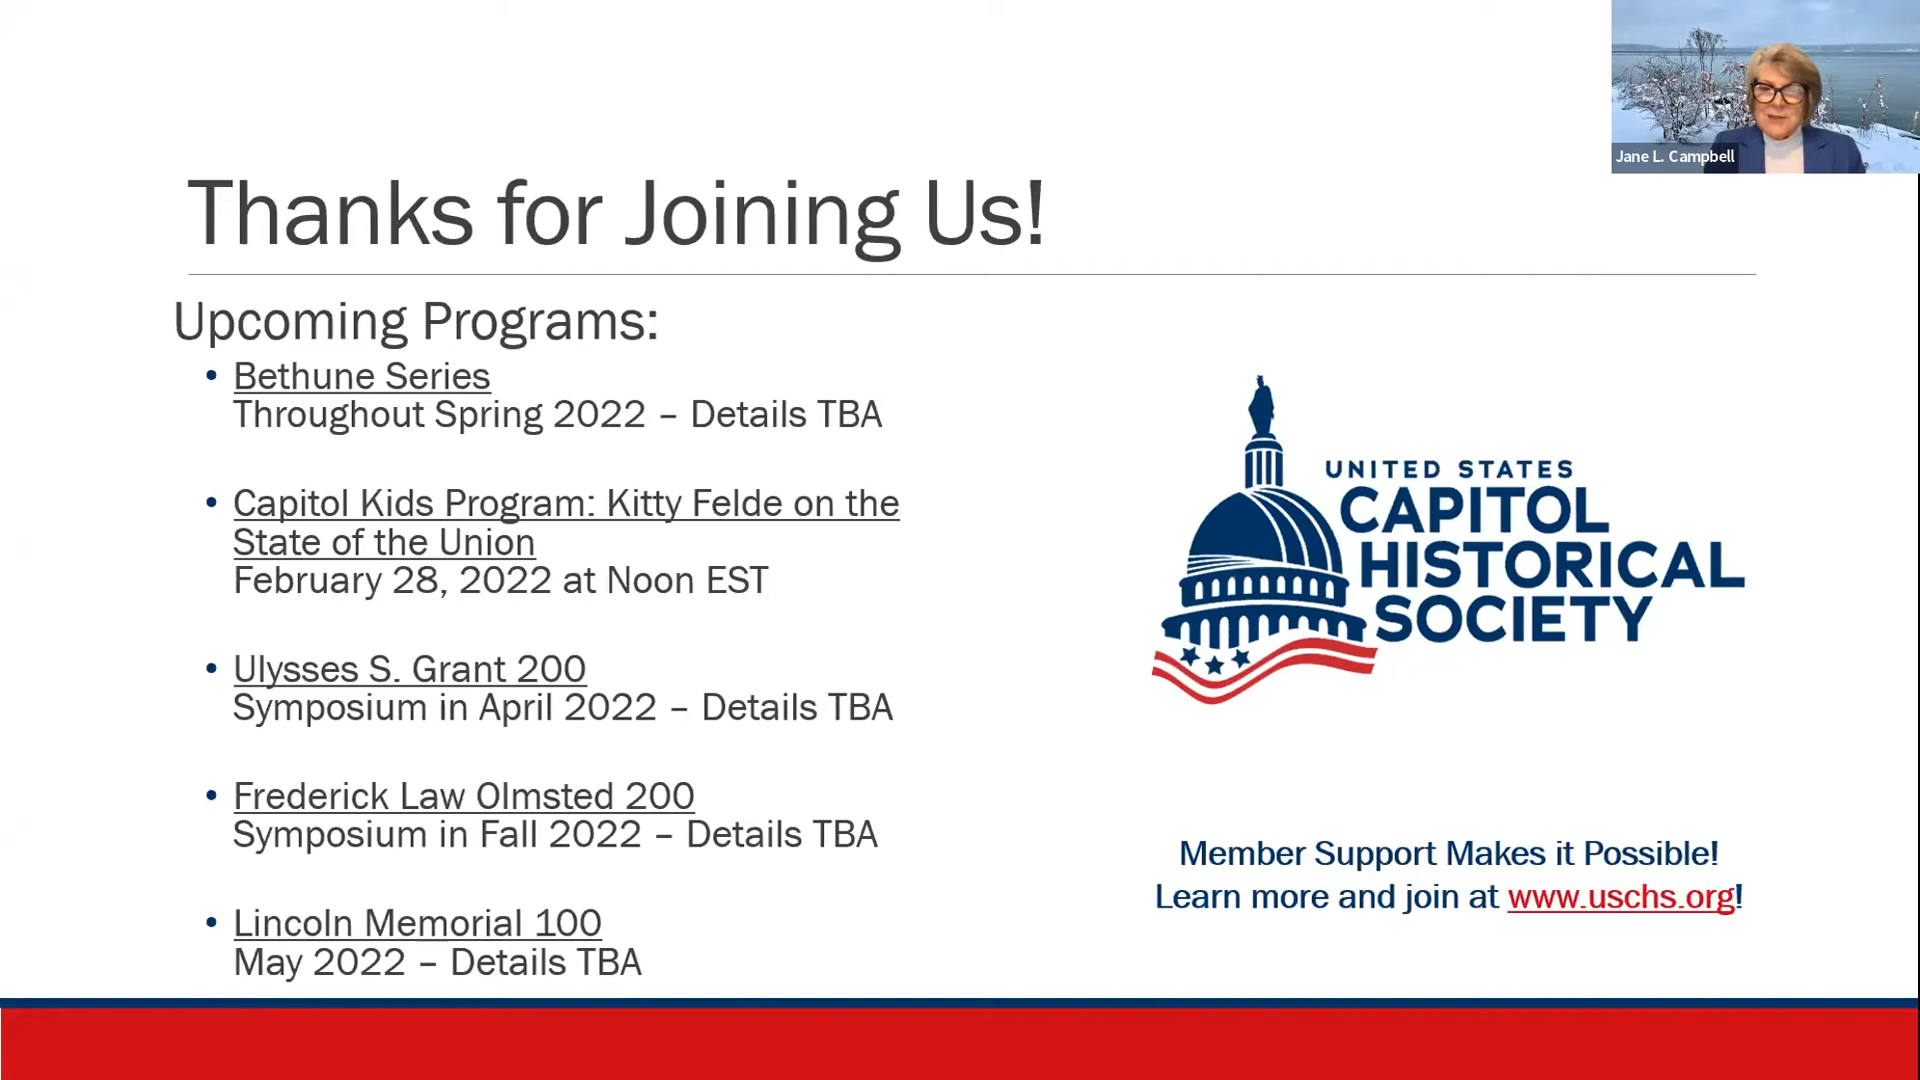 Jane L. Campbell
Thanks for Joining Us!
Upcoming Programs:
• Bethune Series
Throughout Spring 2022 – Details TBA
• Capitol Kids Program: Kitty Felde on the
State of the Union
February 28, 2022 at Noon EST
• Ulysses S. Grant 200
Symposium in April 2022 – Details TBA
• Frederick Law Olmsted 200
Symposium in Fall 2022 – Details TBA
• Lincoln Memorial 100
May 2022 – Details TBA
UNITED STATES
CAPITOL
HISTORICAL
SOCIETY
Member Support Makes it Possible!
Learn more and join at www.uschs.org!